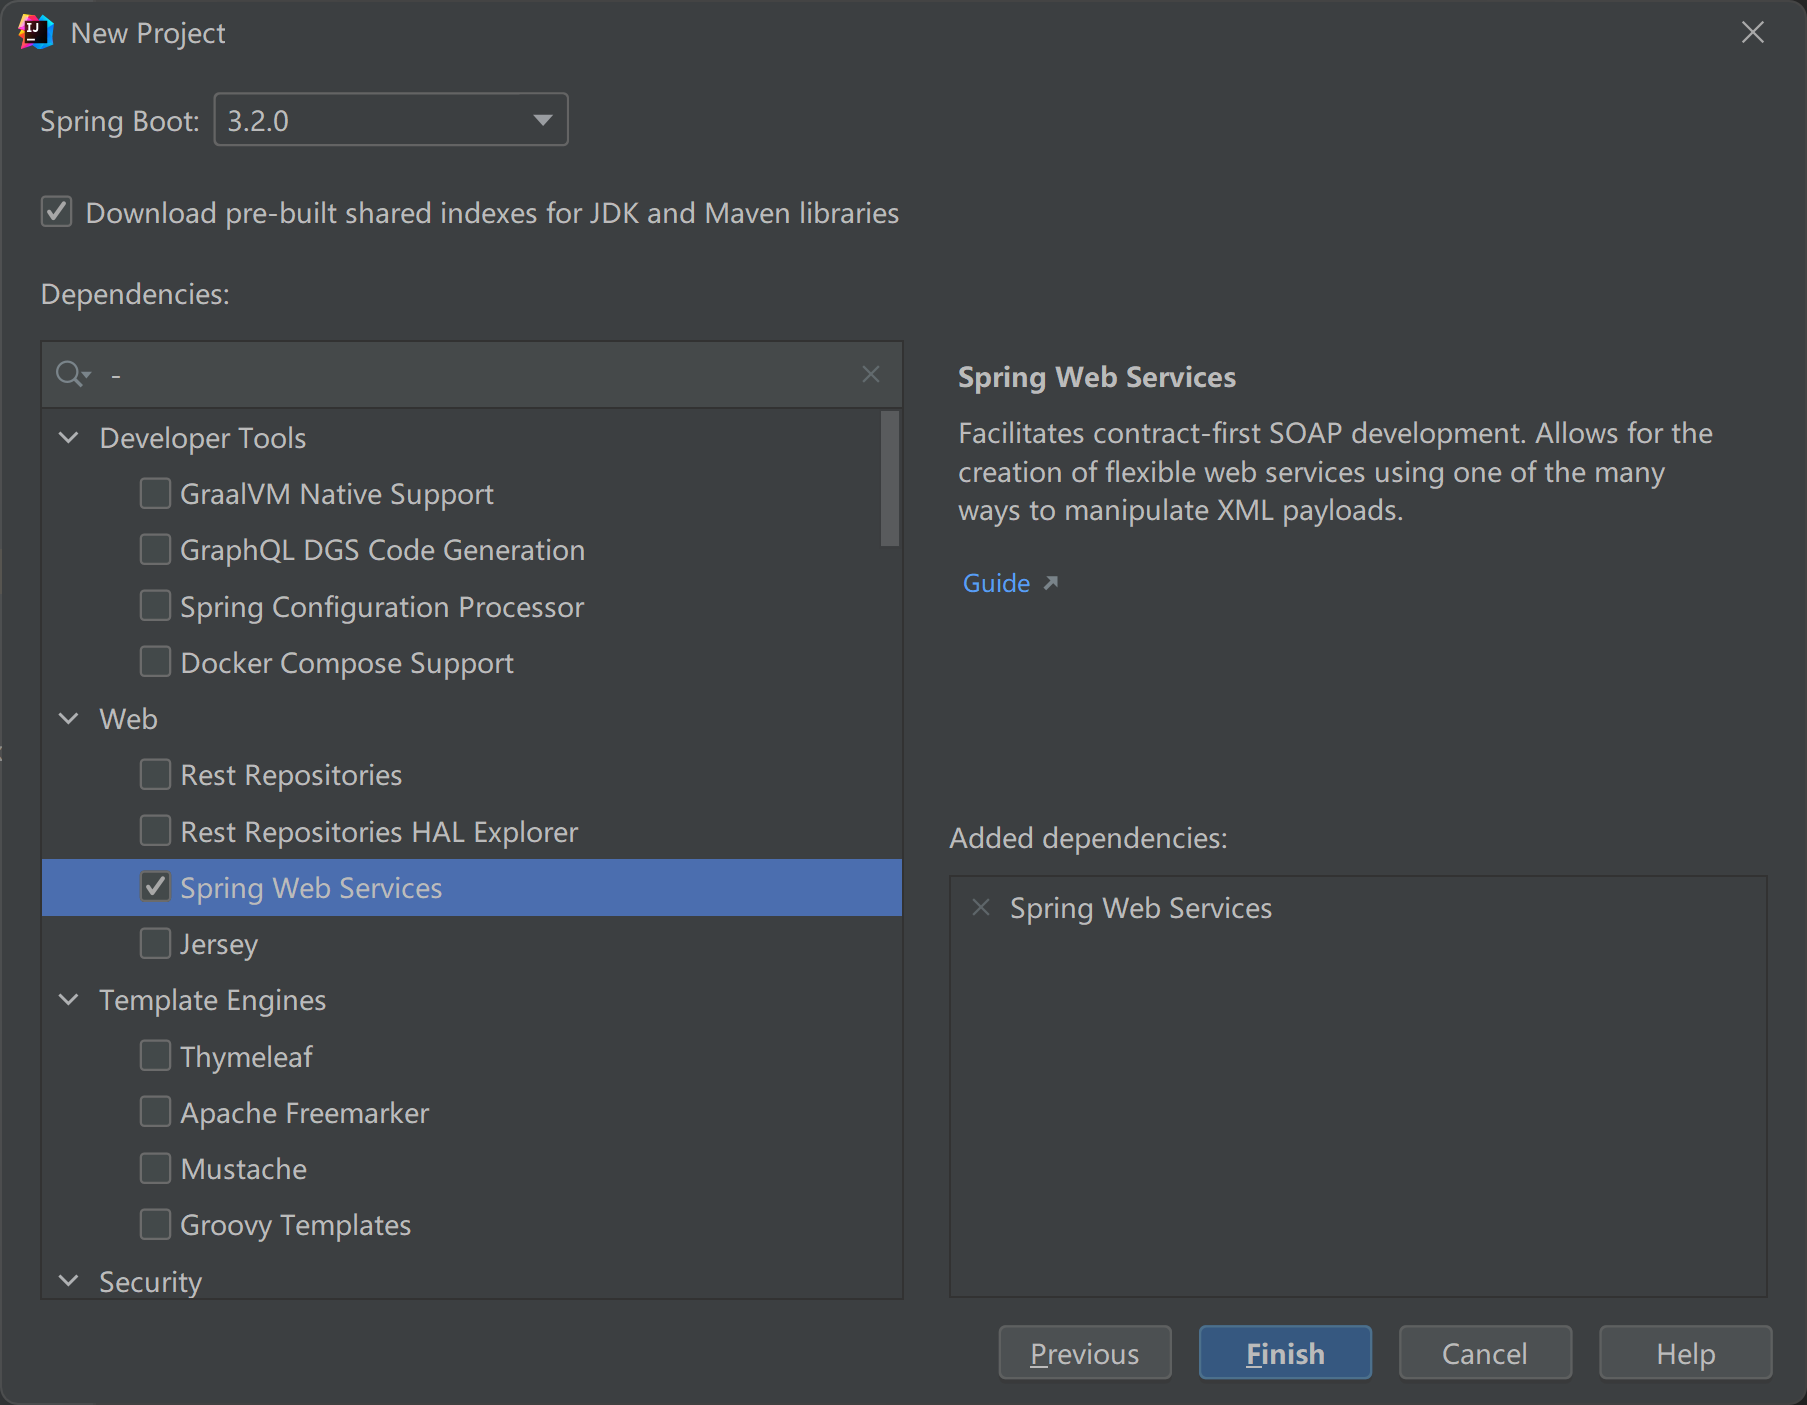 IJ
New Project
Spring Boot: 3.2.0
Download pre-built shared indexes for JDK and Maven libraries
Dependencies:
-
Developer Tools
GraalVM Native Support
GraphQL DGS Code Generation
Spring Configuration Processor
Docker Compose Support
Web
Rest Repositories
Rest Repositories HAL Explorer
Spring Web Services
Jersey
Template Engines
Thymeleaf
Apache Freemarker
Mustache
Groovy Templates
Security
Spring Web Services
Facilitates contract-first SOAP development. Allows for the
creation of flexible web services using one of the many
ways to manipulate XML payloads.
Guide
Added dependencies:
Spring Web Services
Previous Finish Cancel Help